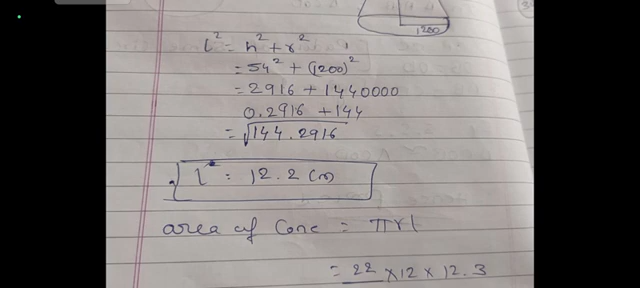 1200
l² = h² + r²
= 54² + (1200)²
= 2916 + 1440000
0.2916 + 144
= √144.2916
l = 12.2 cm
area of Cone = πrl
= 22 × 12 × 12.3